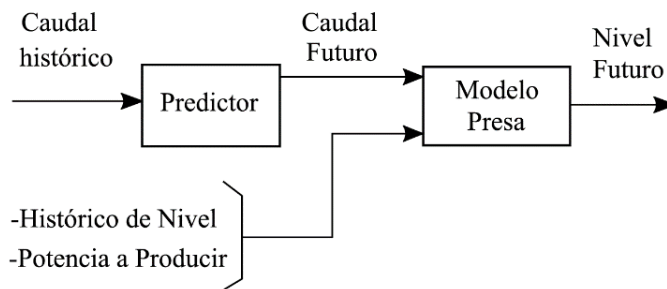 Caudal
histórico
Predictor
Caudal
Futuro
Modelo
Presa
Nivel
Futuro
-Histórico de Nivel
-Potencia a Producir